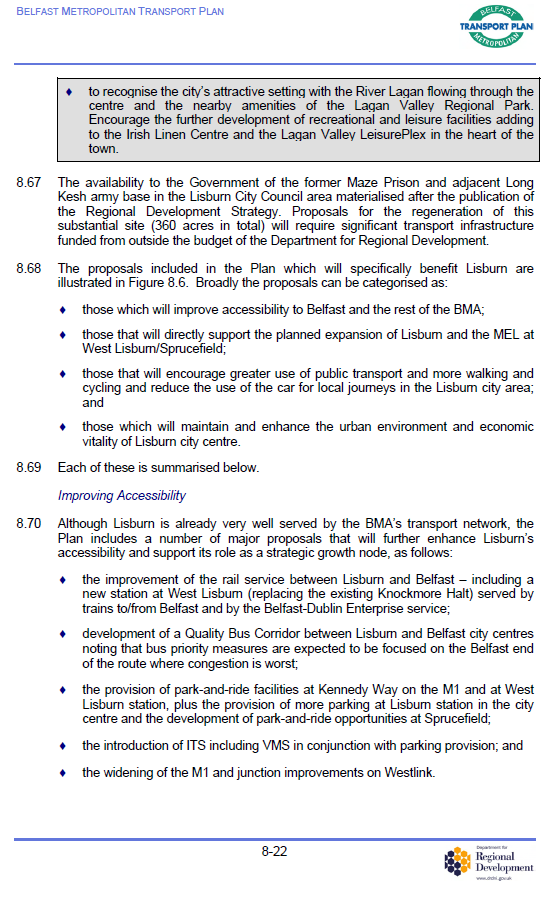 BELFAST METROPOLITAN TRANSPORT PLAN
BELFAST
TRANSPORT PLAN
METROPOLITAN
♦ to recognise the city's attractive setting with the River Lagan flowing through the
centre and the nearby amenities of the Lagan Valley Regional Park.
Encourage the further development of recreational and leisure facilities adding
to the Irish Linen Centre and the Lagan Valley LeisurePlex in the heart of the
town.
8.67 The availability to the Government of the former Maze Prison and adjacent Long
Kesh army base in the Lisburn City Council area materialised after the publication of
the Regional Development Strategy. Proposals for the regeneration of this
substantial site (360 acres in total) will require significant transport infrastructure
funded from outside the budget of the Department for Regional Development.
8.68 The proposals included in the Plan which will specifically benefit Lisburn are
illustrated in Figure 8.6. Broadly the proposals can be categorised as:
♦ those which will improve accessibility to Belfast and the rest of the BMA;
♦ those that will directly support the planned expansion of Lisburn and the MEL at
West Lisburn/Sprucefield;
♦ those that will encourage greater use of public transport and more walking and
cycling and reduce the use of the car for local journeys in the Lisburn city area;
and
♦ those which will maintain and enhance the urban environment and economic
vitality of Lisburn city centre.
8.69 Each of these is summarised below.
Improving Accessibility
8.70 Although Lisburn is already very well served by the BMA's transport network, the
Plan includes a number of major proposals that will further enhance Lisburn's
accessibility and support its role as a strategic growth node, as follows:
♦ the improvement of the rail service between Lisburn and Belfast – including a
new station at West Lisburn (replacing the existing Knockmore Halt) served by
trains to/from Belfast and by the Belfast-Dublin Enterprise service;
♦ development of a Quality Bus Corridor between Lisburn and Belfast city centres
noting that bus priority measures are expected to be focused on the Belfast end
of the route where congestion is worst;
♦ the provision of park-and-ride facilities at Kennedy Way on the M1 and at West
Lisburn station, plus the provision of more parking at Lisburn station in the city
centre and the development of park-and-ride opportunities at Sprucefield;
♦ the introduction of ITS including VMS in conjunction with parking provision; and
♦ the widening of the M1 and junction improvements on Westlink.
8-22
Department for
Regional
Development
www.drdni.gov.uk